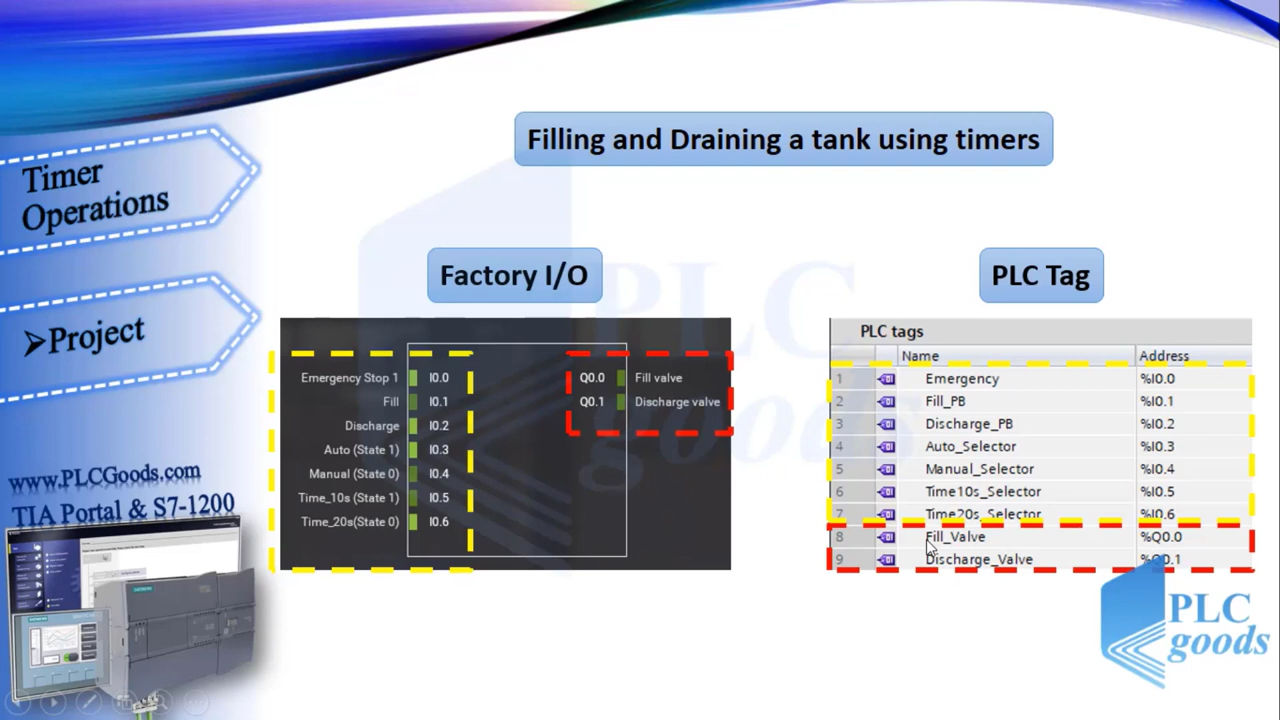 Filling and Draining a tank using timers
Timer
Operations
➢Project
www.PLCGoods.com
TIA Portal & S7-1200
Factory I/O
Emergency Stop 1 I0.0
Fill I0.1
Discharge I0.2
Auto (State 1) I0.3
Manual (State 0) I0.4
Time_10s (State 1) I0.5
Time_20s(State 0) I0.6
Q0.0 Fill valve
Q0.1 Discharge valve
PLC Tag
PLC tags
Name Address
1 Emergency %I0.0
2 Fill_PB %I0.1
3 Discharge_PB %I0.2
4 Auto_Selector %I0.3
5 Manual_Selector %I0.4
6 Time10s_Selector %I0.5
7 Time20s_Selector %I0.6
8 Fill_Valve %Q0.0
9 Discharge_Valve %Q0.1
PLC
goods
PLC
goods